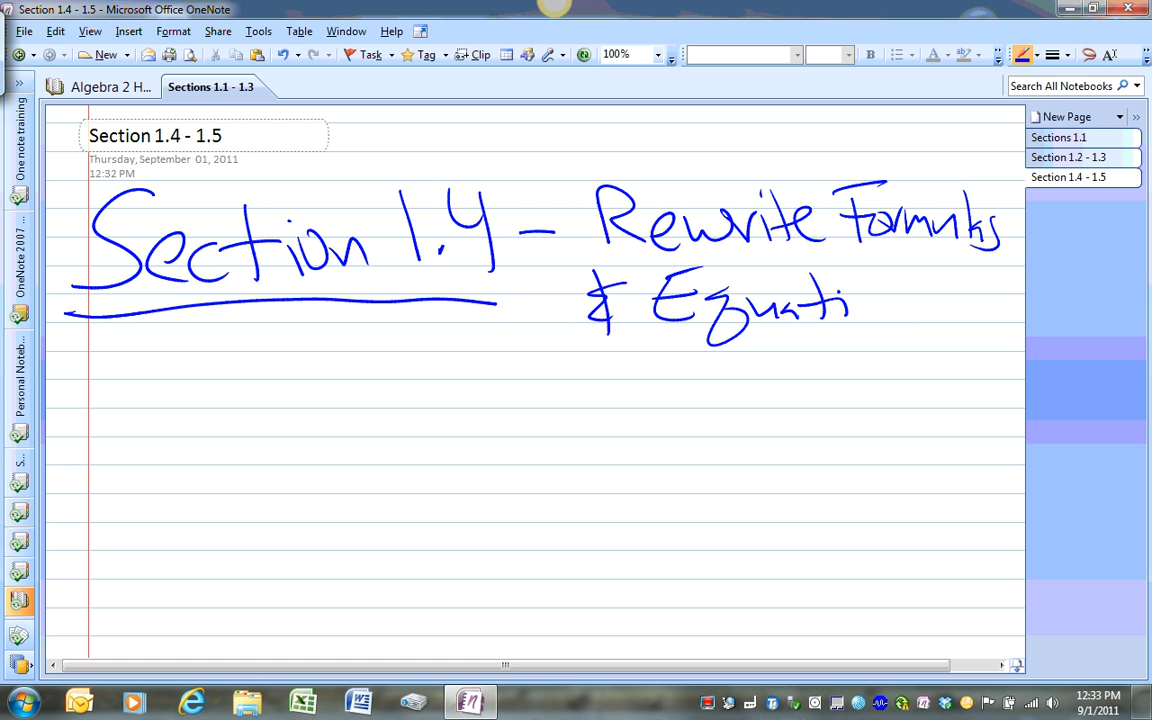 Section 1.4 - 1.5 - Microsoft Office OneNote
File Edit View Insert Format Share Tools Table Window Help
New Task Tag Clip 100% B A
Algebra 2 H... Sections 1.1 - 1.3
Search All Notebooks
New Page
Sections 1.1
Section 1.2 - 1.3
Section 1.4 - 1.5
One note training
OneNote 2007 ...
Personal Noteb...
S...
Section 1.4 - 1.5
Thursday, September 01, 2011
12:32 PM
Section 1.4 - Rewrite Formulas
& Equati
12:33 PM
9/1/2011